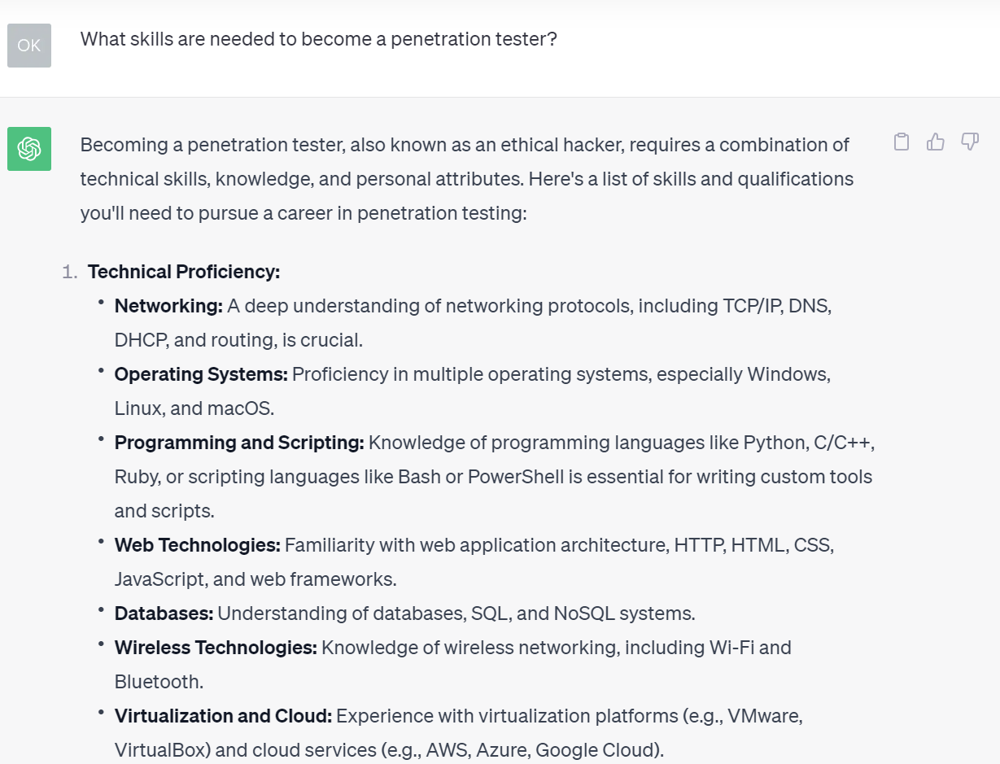 OK
What skills are needed to become a penetration tester?
Becoming a penetration tester, also known as an ethical hacker, requires a combination of
technical skills, knowledge, and personal attributes. Here's a list of skills and qualifications
you'll need to pursue a career in penetration testing:
1. Technical Proficiency:
• Networking: A deep understanding of networking protocols, including TCP/IP, DNS,
DHCP, and routing, is crucial.
• Operating Systems: Proficiency in multiple operating systems, especially Windows,
Linux, and macOS.
• Programming and Scripting: Knowledge of programming languages like Python, C/C++,
Ruby, or scripting languages like Bash or PowerShell is essential for writing custom tools
and scripts.
• Web Technologies: Familiarity with web application architecture, HTTP, HTML, CSS,
JavaScript, and web frameworks.
• Databases: Understanding of databases, SQL, and NoSQL systems.
• Wireless Technologies: Knowledge of wireless networking, including Wi-Fi and
Bluetooth.
• Virtualization and Cloud: Experience with virtualization platforms (e.g., VMware,
VirtualBox) and cloud services (e.g., AWS, Azure, Google Cloud).